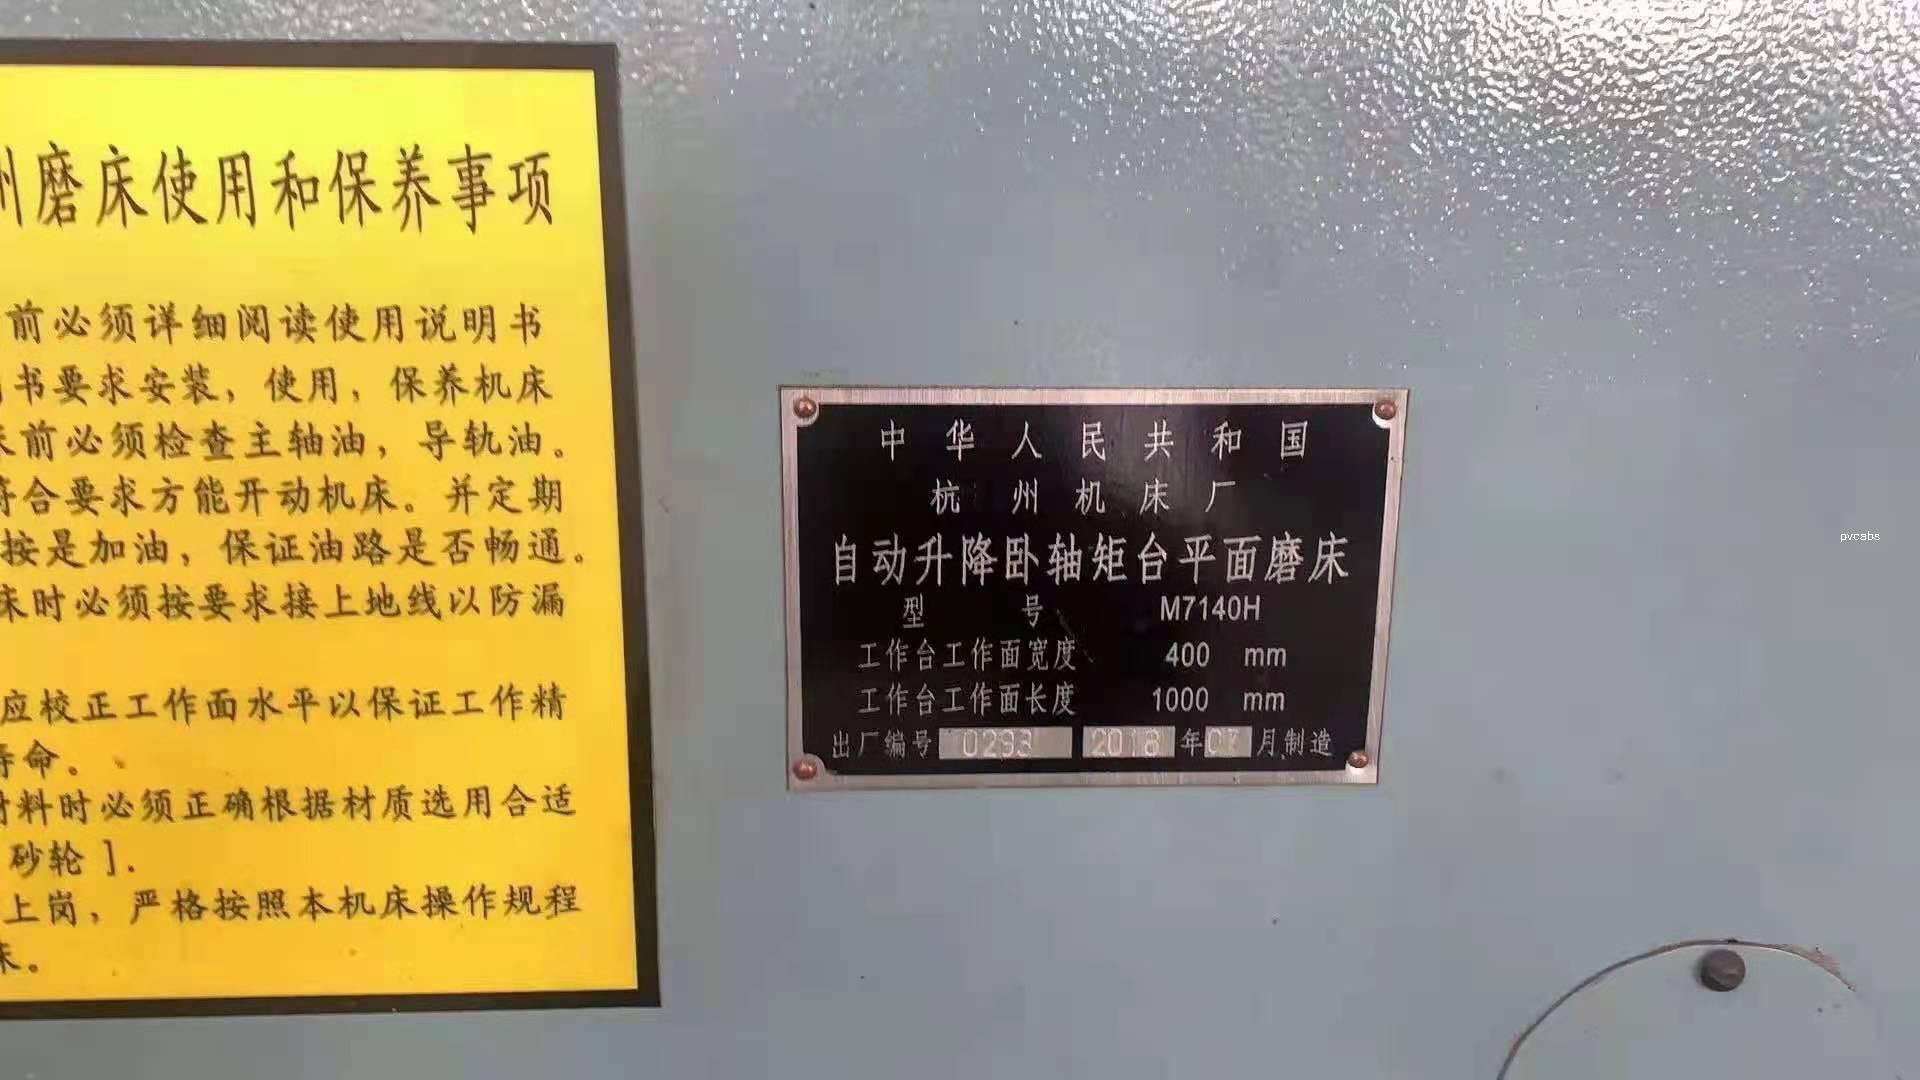 州磨床使用和保养事项
前必须详细阅读使用说明书
书要求安装，使用，保养机床
床前必须检查主轴油，导轨油。
符合要求方能开动机床。并定期
按是加油，保证油路是否畅通。
床时必须按要求接上地线以防漏
应校正工作面水平以保证工作精
寿命。
材料时必须正确根据材质选用合适
砂轮].
上岗，严格按照本机床操作规程
床。
中华人民共和国
杭州机床厂
自动升降卧轴矩台平面磨床
型号 M7140H
工作台工作面宽度 400 mm
工作台工作面长度 1000 mm
出厂编号 0293 2018 年 07 月制造
pvcabs